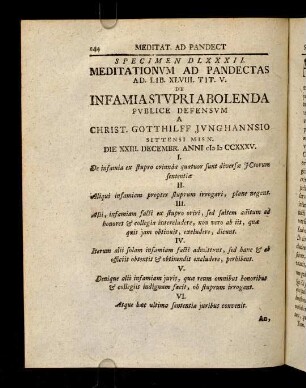 244 MEDITAT. AD PANDECT
SPECIMEN DLXXXII.
MEDITATIONVM AD PANDECTAS
AD. LIB. XLVIII. TIT. V.
DE
INFAMIA STVPRI ABOLENDA
PVBLICE DEFENSVM
A
CHRIST. GOTTHILFF JVNGHANNSIO
DIE XXIII. DECEMBR. ANNI cIɔ Iɔ CCXXXV.
I.
De infamia ex stupro evimda quatuor sunt diversæ JCtorum
sententiæ
II.
Aliqui infamiam propter stuprum irrogari, plane negant.
III.
Alii, infamiam facti ex stupro oriri, sed saltem aditum ad
honores & collegia intercludere, non vero ab iis, quæ
quis jam obtinuit, excludere, dicunt.
IV.
Iterum alii solam infamiam facti admittunt, sed hanc & ab
officiis obtentis & obtinendis excludere, perhibent.
V.
Denique alii infamiam juris, quæ reum omnibus honoribus
& collegiis indignum facit, ob stuprum irrogant.
VI.
Atque hæc ultima sententia juribus convenit.
An,